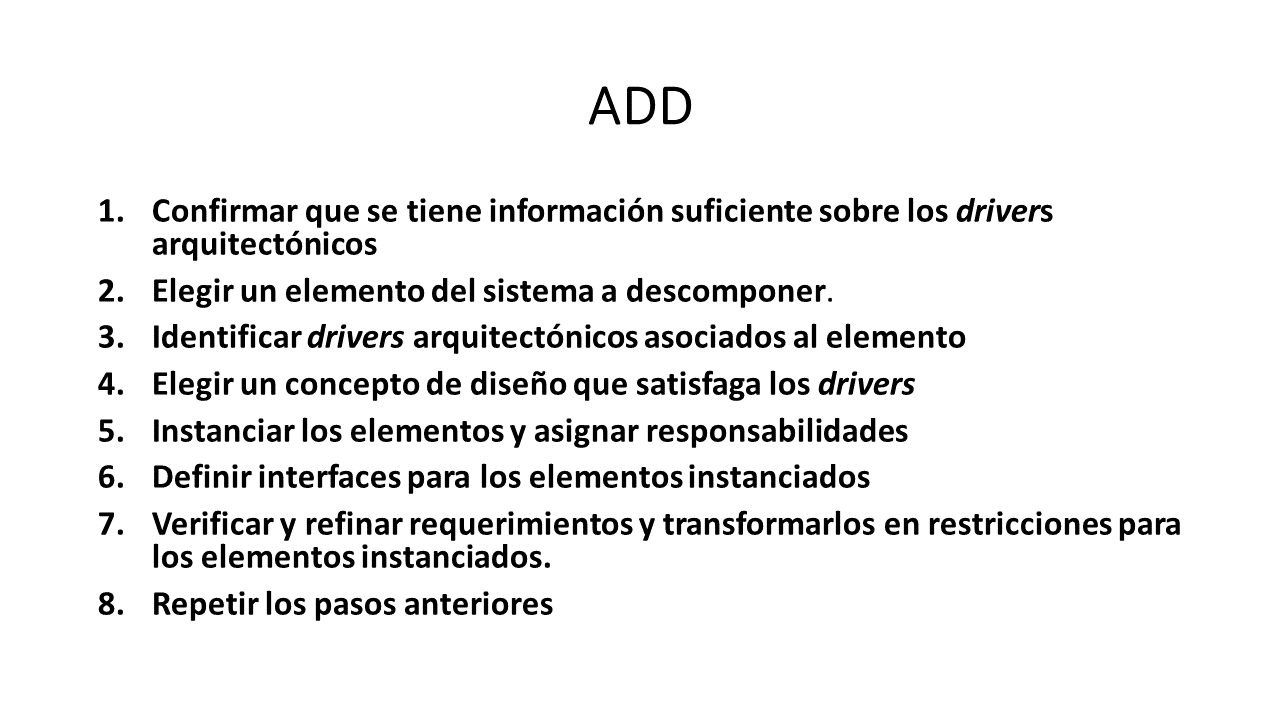 ADD
1. Confirmar que se tiene información suficiente sobre los drivers
arquitectónicos
2. Elegir un elemento del sistema a descomponer.
3. Identificar drivers arquitectónicos asociados al elemento
4. Elegir un concepto de diseño que satisfaga los drivers
5. Instanciar los elementos y asignar responsabilidades
6. Definir interfaces para los elementos instanciados
7. Verificar y refinar requerimientos y transformarlos en restricciones para
los elementos instanciados.
8. Repetir los pasos anteriores